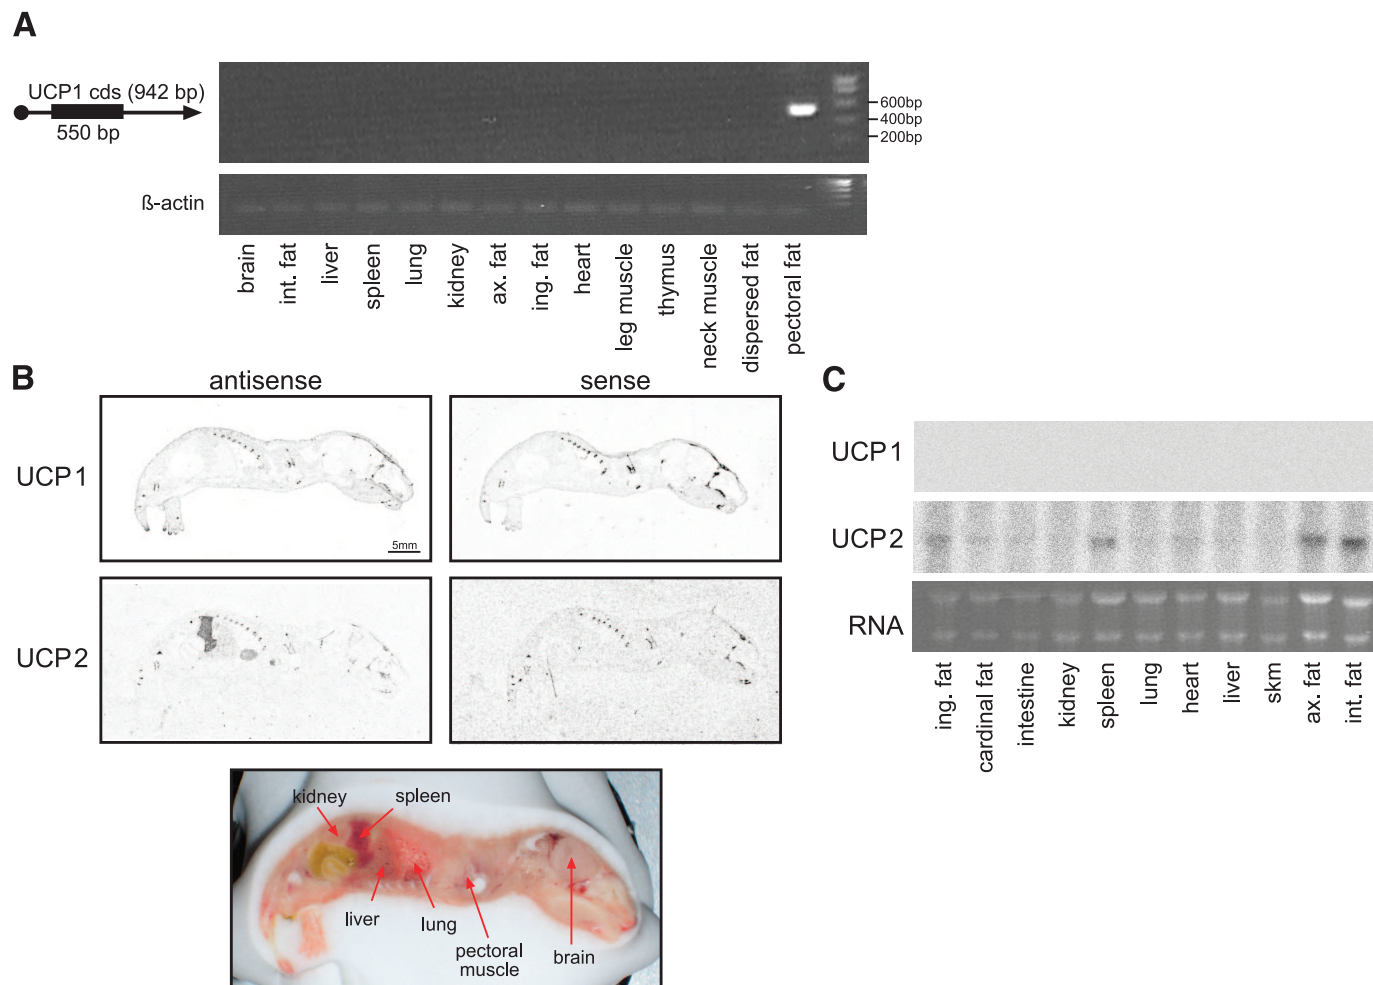 A
UCP1 cds (942 bp)
550 bp
600bp
400bp
200bp
ß-actin
brain
int. fat
liver
spleen
lung
kidney
ax. fat
ing. fat
heart
leg muscle
thymus
neck muscle
dispersed fat
pectoral fat
B
antisense
sense
UCP1
5mm
UCP2
kidney
spleen
liver
lung
pectoral
muscle
brain
C
UCP1
UCP2
RNA
ing. fat
cardinal fat
intestine
kidney
spleen
lung
heart
liver
skm
ax. fat
int. fat